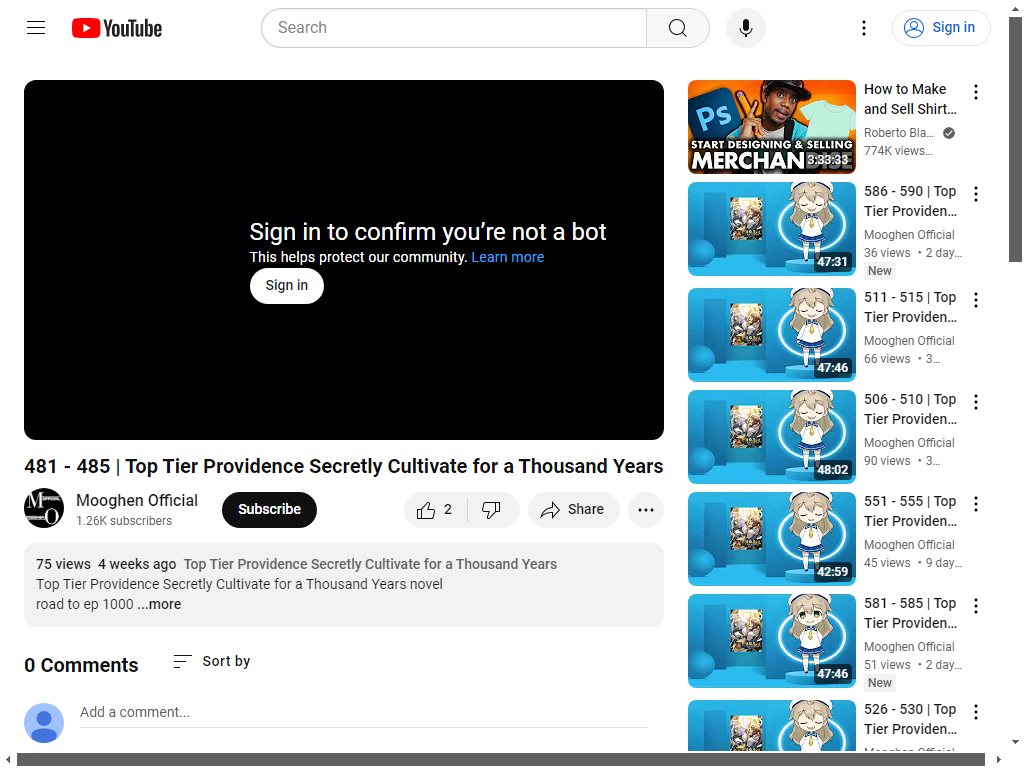 YouTube
Search
Sign in
Sign in to confirm you’re not a bot
This helps protect our community. Learn more
Sign in
481 - 485 | Top Tier Providence Secretly Cultivate for a Thousand Years
Mooghen Official
1.26K subscribers
Subscribe
2
Share
75 views 4 weeks ago Top Tier Providence Secretly Cultivate for a Thousand Years
Top Tier Providence Secretly Cultivate for a Thousand Years novel
road to ep 1000 ...more
0 Comments
Sort by
Add a comment...
Ps
START DESIGNING & SELLING
MERCHANDISE
3:33:33
How to Make
and Sell Shirt…
Roberto Bla…
774K views…
47:31
586 - 590 | Top
Tier Providen…
Mooghen Official
36 views • 2 day…
New
47:46
511 - 515 | Top
Tier Providen…
Mooghen Official
66 views • 3…
48:02
506 - 510 | Top
Tier Providen…
Mooghen Official
90 views • 3…
42:59
551 - 555 | Top
Tier Providen…
Mooghen Official
45 views • 9 day…
47:46
581 - 585 | Top
Tier Providen…
Mooghen Official
51 views • 2 day…
New
526 - 530 | Top
Tier Providen…
Mooghen Official